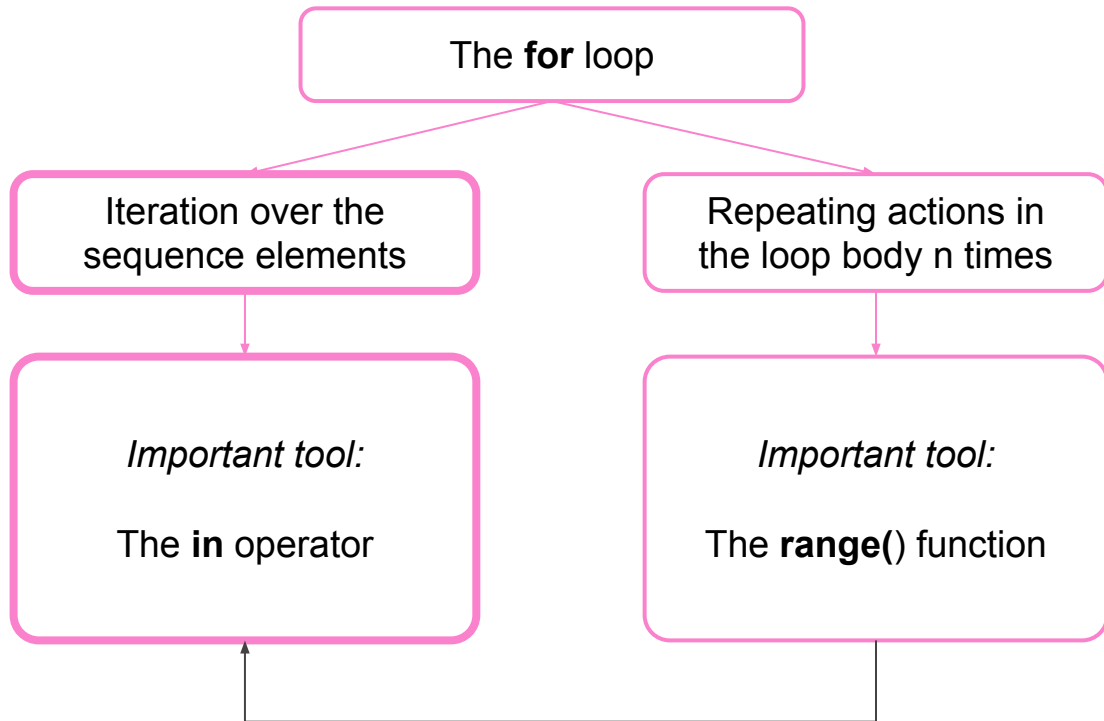 The for loop
Iteration over the
sequence elements
Repeating actions in
the loop body n times
Important tool:
The in operator
Important tool:
The range() function